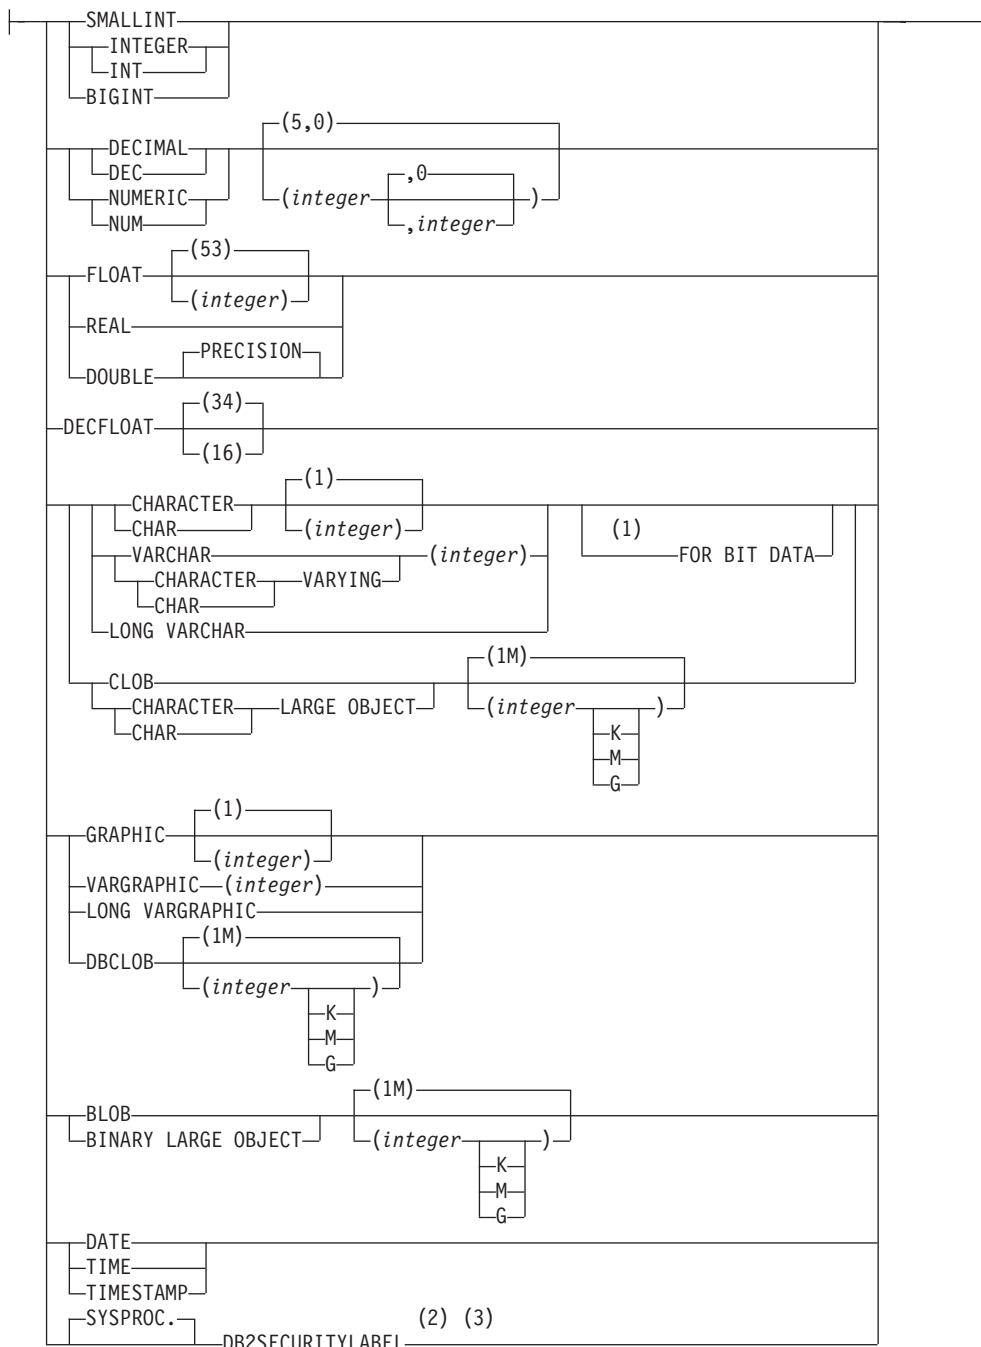 SMALLINT
INTEGER
INT
BIGINT
(5,0)
DECIMAL
DEC
,0
NUMERIC (integer )
NUM ,integer
(53)
FLOAT
(integer)
REAL
PRECISION
DOUBLE
(34)
DECFLOAT
(16)
(1)
CHARACTER
CHAR (integer) (1)
VARCHAR (integer) FOR BIT DATA
CHARACTER VARYING
CHAR
LONG VARCHAR
(1M)
CLOB
CHARACTER LARGE OBJECT (integer )
CHAR K
M
G
(1)
GRAPHIC
(integer)
VARGRAPHIC (integer)
LONG VARGRAPHIC
(1M)
DBCLOB
(integer )
K
M
G
(1M)
BLOB
BINARY LARGE OBJECT (integer )
K
M
G
DATE
TIME
TIMESTAMP
SYSPROC. (2) (3)
DB2SECURITYLABEL